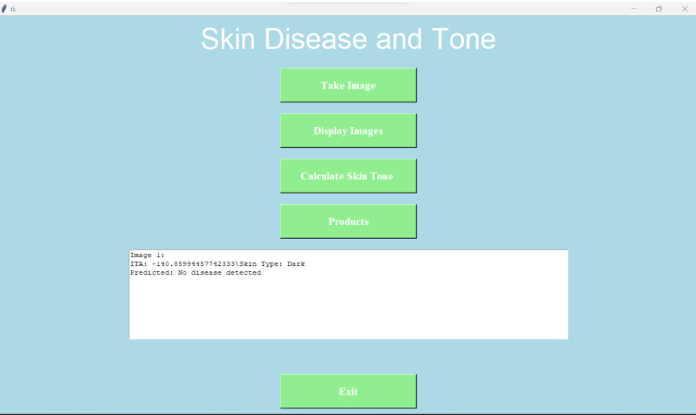 tk
Skin Disease and Tone
Take Image
Display Images
Calculate Skin Tone
Products
Image 1:
ITA: -140.85994457742333\Skin Type: Dark
Predicted: No disease detected
Exit